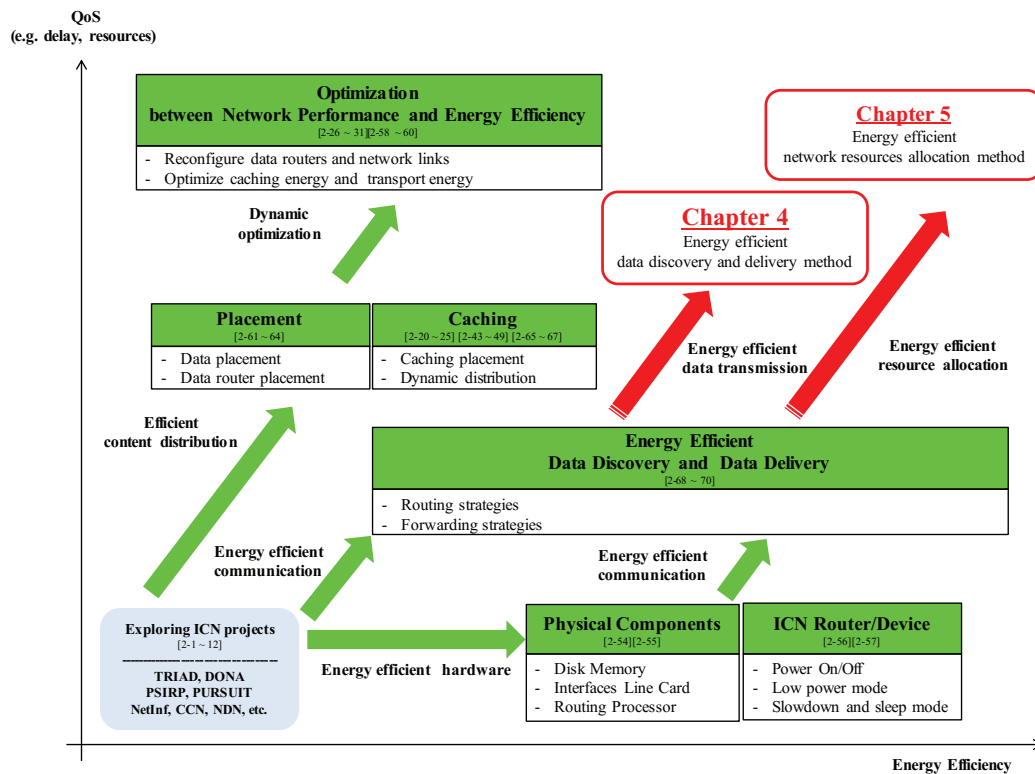 QoS
(e.g. delay, resources)
Optimization
between Network Performance and Energy Efficiency
[2-26 ~ 31][2-58 ~ 60]
- Reconfigure data routers and network links
- Optimize caching energy and transport energy
Chapter 5
Energy efficient
network resources allocation method
Chapter 4
Energy efficient
data discovery and delivery method
Dynamic
optimization
Placement
[2-61 ~ 64]
- Data placement
- Data router placement
Caching
[2-20 ~ 25] [2-43 ~ 49] [2-65 ~ 67]
- Caching placement
- Dynamic distribution
Energy efficient
data transmission
Energy efficient
resource allocation
Efficient
content distribution
Energy Efficient
Data Discovery and Data Delivery
[2-68 ~ 70]
- Routing strategies
- Forwarding strategies
Energy efficient
communication
Energy efficient
communication
Exploring ICN projects
[2-1 ~ 12]
------------------------------------
TRIAD, DONA
PSIRP, PURSUIT
NetInf, CCN, NDN, etc.
Energy efficient hardware
Physical Components
[2-54][2-55]
- Disk Memory
- Interfaces Line Card
- Routing Processor
ICN Router/Device
[2-56][2-57]
- Power On/Off
- Low power mode
- Slowdown and sleep mode
Energy Efficiency